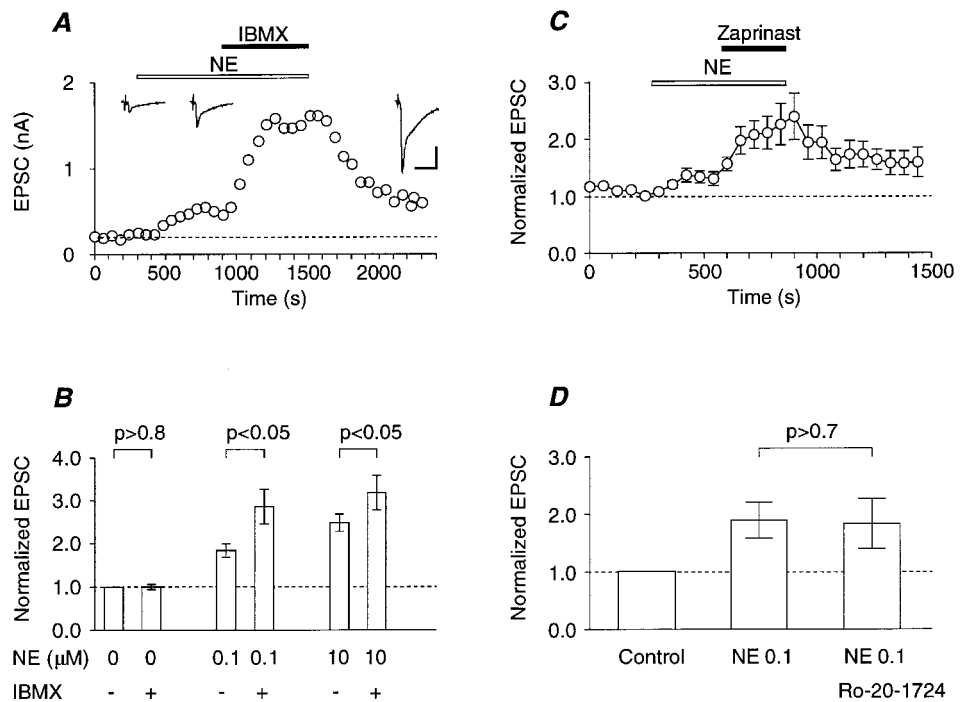 A
IBMX
NE
EPSC (nA)
2
1
0
0 500 1000 1500 2000
Time (s)
C
Zaprinast
NE
Normalized EPSC
3.0
2.0
1.0
0.0
0 500 1000 1500
Time (s)
B
p>0.8 p<0.05 p<0.05
Normalized EPSC
4.0
3.0
2.0
1.0
0.0
NE (μM) 0 0 0.1 0.1 10 10
IBMX - + - + - +
D
p>0.7
Normalized EPSC
3.0
2.0
1.0
0.0
Control NE 0.1 NE 0.1
Ro-20-1724